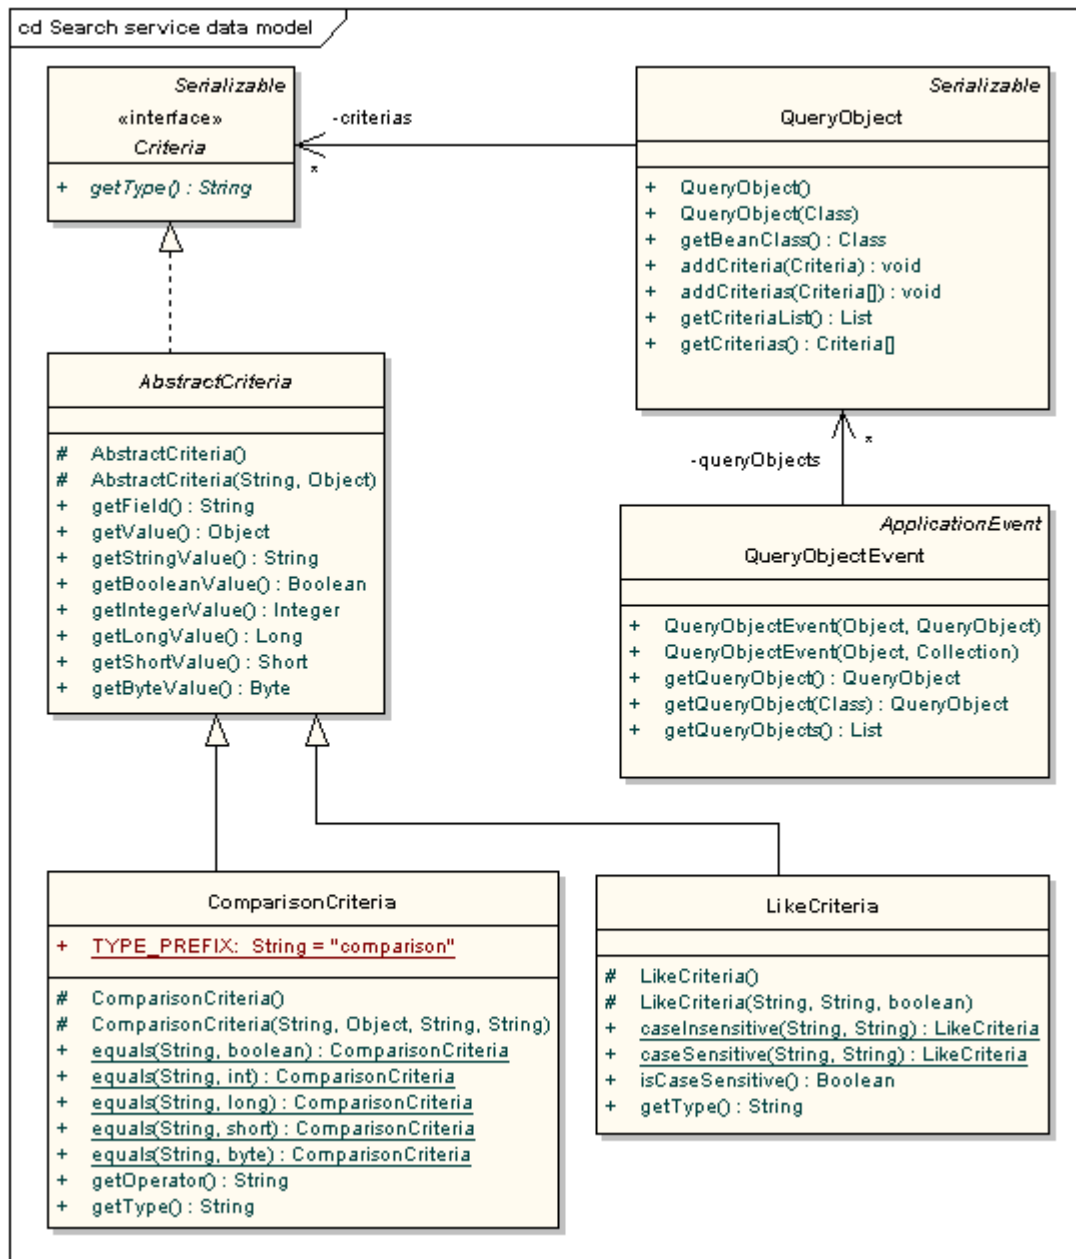 cd Search service data model
Serializable
«interface»
Criteria
+ getType() : String
-criterias
*
Serializable
QueryObject
+ QueryObject()
+ QueryObject(Class)
+ getBeanClass() : Class
+ addCriteria(Criteria) : void
+ addCriterias(Criteria[]) : void
+ getCriteriaList() : List
+ getCriterias() : Criteria[]
AbstractCriteria
# AbstractCriteria()
# AbstractCriteria(String, Object)
+ getField() : String
+ getValue() : Object
+ getStringValue() : String
+ getBooleanValue() : Boolean
+ getIntegerValue() : Integer
+ getLongValue() : Long
+ getShortValue() : Short
+ getByteValue() : Byte
*
-queryObjects
ApplicationEvent
QueryObjectEvent
+ QueryObjectEvent(Object, QueryObject)
+ QueryObjectEvent(Object, Collection)
+ getQueryObject() : QueryObject
+ getQueryObject(Class) : QueryObject
+ getQueryObjects() : List
ComparisonCriteria
+ TYPE_PREFIX: String = "comparison"
# ComparisonCriteria()
# ComparisonCriteria(String, Object, String, String)
+ equals(String, boolean) : ComparisonCriteria
+ equals(String, int) : ComparisonCriteria
+ equals(String, long) : ComparisonCriteria
+ equals(String, short) : ComparisonCriteria
+ equals(String, byte) : ComparisonCriteria
+ getOperator() : String
+ getType() : String
LikeCriteria
# LikeCriteria()
# LikeCriteria(String, String, boolean)
+ caseInsensitive(String, String) : LikeCriteria
+ caseSensitive(String, String) : LikeCriteria
+ isCaseSensitive() : Boolean
+ getType() : String